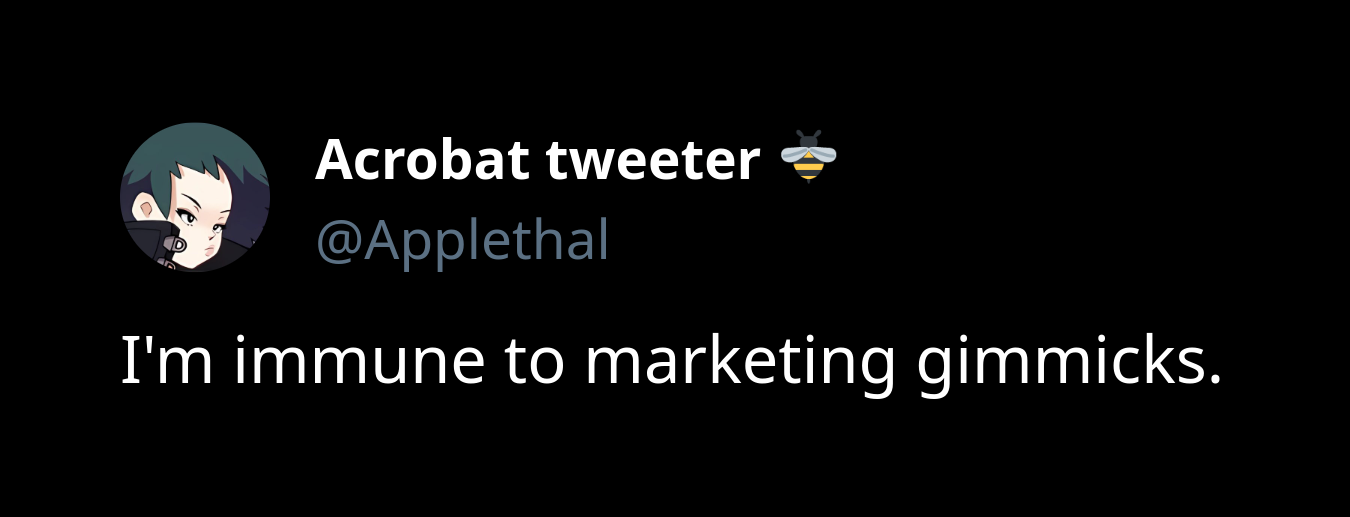 Acrobat tweeter 🐝
@Applethal
I'm immune to marketing gimmicks.